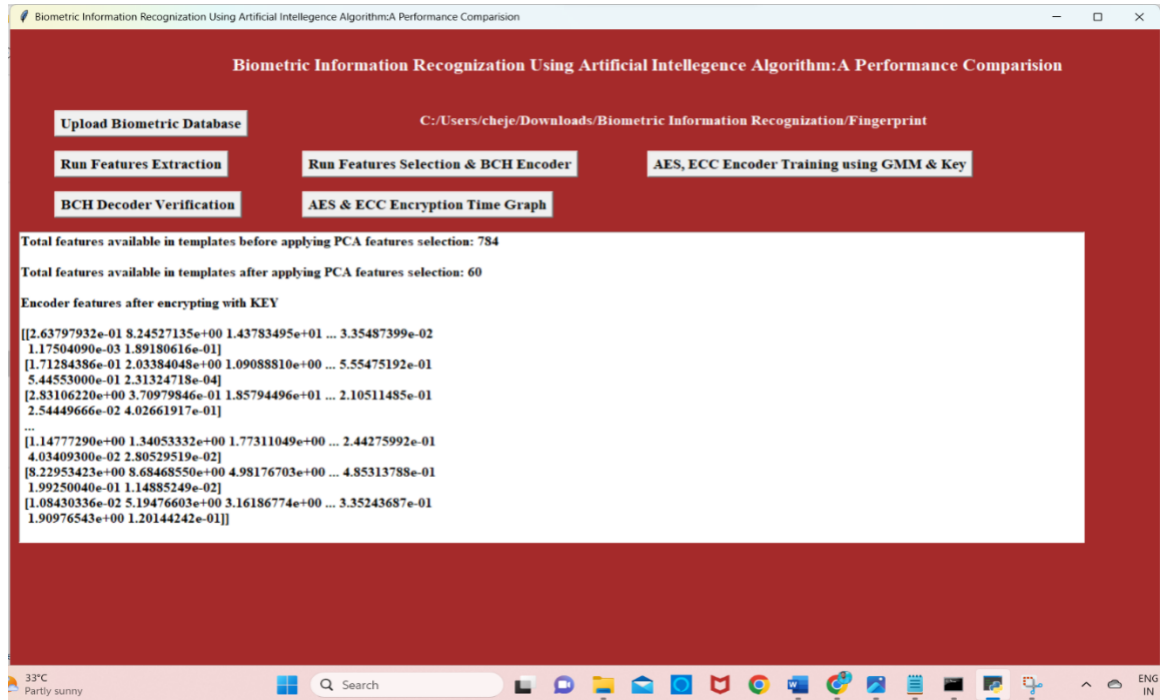 Biometric Information Recognization Using Artificial Intellegence Algorithm:A Performance Comparision
Biometric Information Recognization Using Artificial Intellegence Algorithm:A Performance Comparision
Upload Biometric Database
C:/Users/cheje/Downloads/Biometric Information Recognization/Fingerprint
Run Features Extraction
Run Features Selection & BCH Encoder
AES, ECC Encoder Training using GMM & Key
BCH Decoder Verification
AES & ECC Encryption Time Graph
Total features available in templates before applying PCA features selection: 784
Total features available in templates after applying PCA features selection: 60
Encoder features after encrypting with KEY
[[2.63797932e-01 8.24527135e+00 1.43783495e+01 ... 3.35487399e-02
1.17504090e-03 1.89180616e-01]
[1.71284386e-01 2.03384048e+00 1.09088810e+00 ... 5.55475192e-01
5.44553000e-01 2.31324718e-04]
[2.83106220e+00 3.70979846e-01 1.85794496e+01 ... 2.10511485e-01
2.54449666e-02 4.02661917e-01]
...
[1.14777290e+00 1.34053332e+00 1.77311049e+00 ... 2.44275992e-01
4.03409300e-02 2.80529519e-02]
[8.22953423e+00 8.68468550e+00 4.98176703e+00 ... 4.85313788e-01
1.99250040e-01 1.14885249e-02]
[1.08430336e-02 5.19476603e+00 3.16186774e+00 ... 3.35243687e-01
1.90976543e+00 1.20144242e-01]]
33°C
Partly sunny
Search
ENG
IN